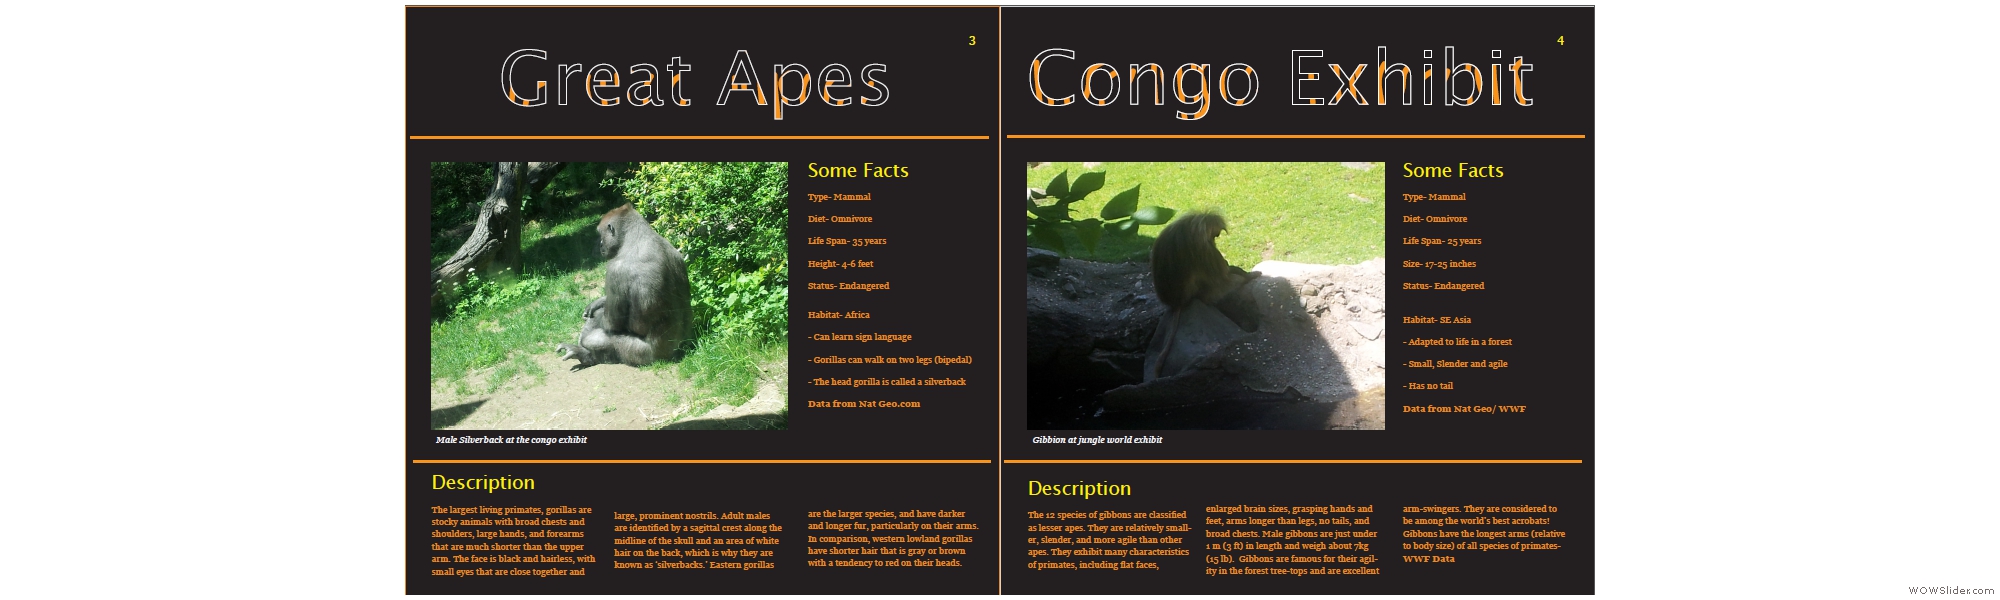 3
Great Apes
Some Facts
Type- Mammal
Diet- Omnivore
Life Span- 35 years
Height- 4-6 feet
Status- Endangered
Habitat- Africa
- Can learn sign language
- Gorillas can walk on two legs (bipedal)
- The head gorilla is called a silverback
Data from Nat Geo.com
Male Silverback at the congo exhibit
Description
The largest living primates, gorillas are
stocky animals with broad chests and
shoulders, large hands, and forearms
that are much shorter than the upper
arm. The face is black and hairless, with
small eyes that are close together and
large, prominent nostrils. Adult males
are identified by a sagittal crest along the
midline of the skull and an area of white
hair on the back, which is why they are
known as 'silverbacks.' Eastern gorillas
are the larger species, and have darker
and longer fur, particularly on their arms.
In comparison, western lowland gorillas
have shorter hair that is gray or brown
with a tendency to red on their heads.
4
Congo Exhibit
Some Facts
Type- Mammal
Diet- Omnivore
Life Span- 25 years
Size- 17-25 inches
Status- Endangered
Habitat- SE Asia
- Adapted to life in a forest
- Small, Slender and agile
- Has no tail
Data from Nat Geo/ WWF
Gibbion at jungle world exhibit
Description
The 12 species of gibbons are classified
as lesser apes. They are relatively small-
er, slender, and more agile than other
apes. They exhibit many characteristics
of primates, including flat faces,
enlarged brain sizes, grasping hands and
feet, arms longer than legs, no tails, and
broad chests. Male gibbons are just under
1 m (3 ft) in length and weigh about 7kg
(15 lb).  Gibbons are famous for their agil-
ity in the forest tree-tops and are excellent
arm-swingers. They are considered to
be among the world's best acrobats!
Gibbons have the longest arms (relative
to body size) of all species of primates-
WWF Data
WOWSlider.com